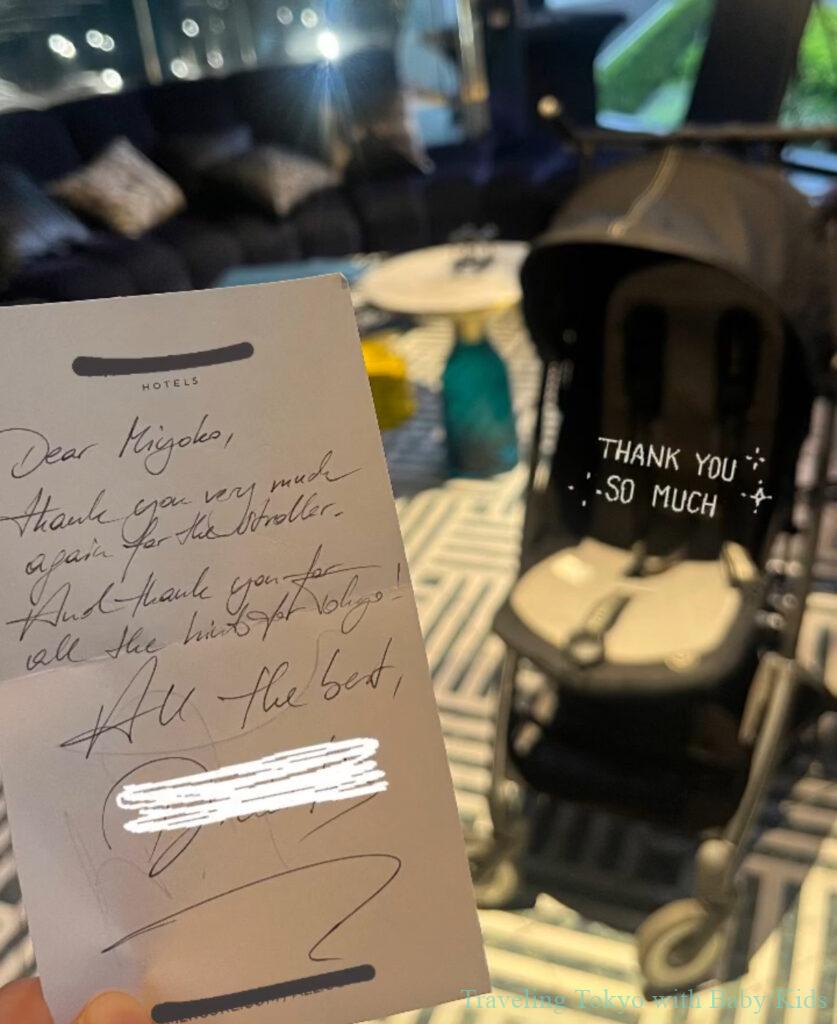 HOTELS
Dear Miyoko,
Thank you very much
again for the stroller.
And thank you for
all the hints for Tokyo!
All the best,
THANK YOU
SO MUCH
Traveling Tokyo with Baby/Kids